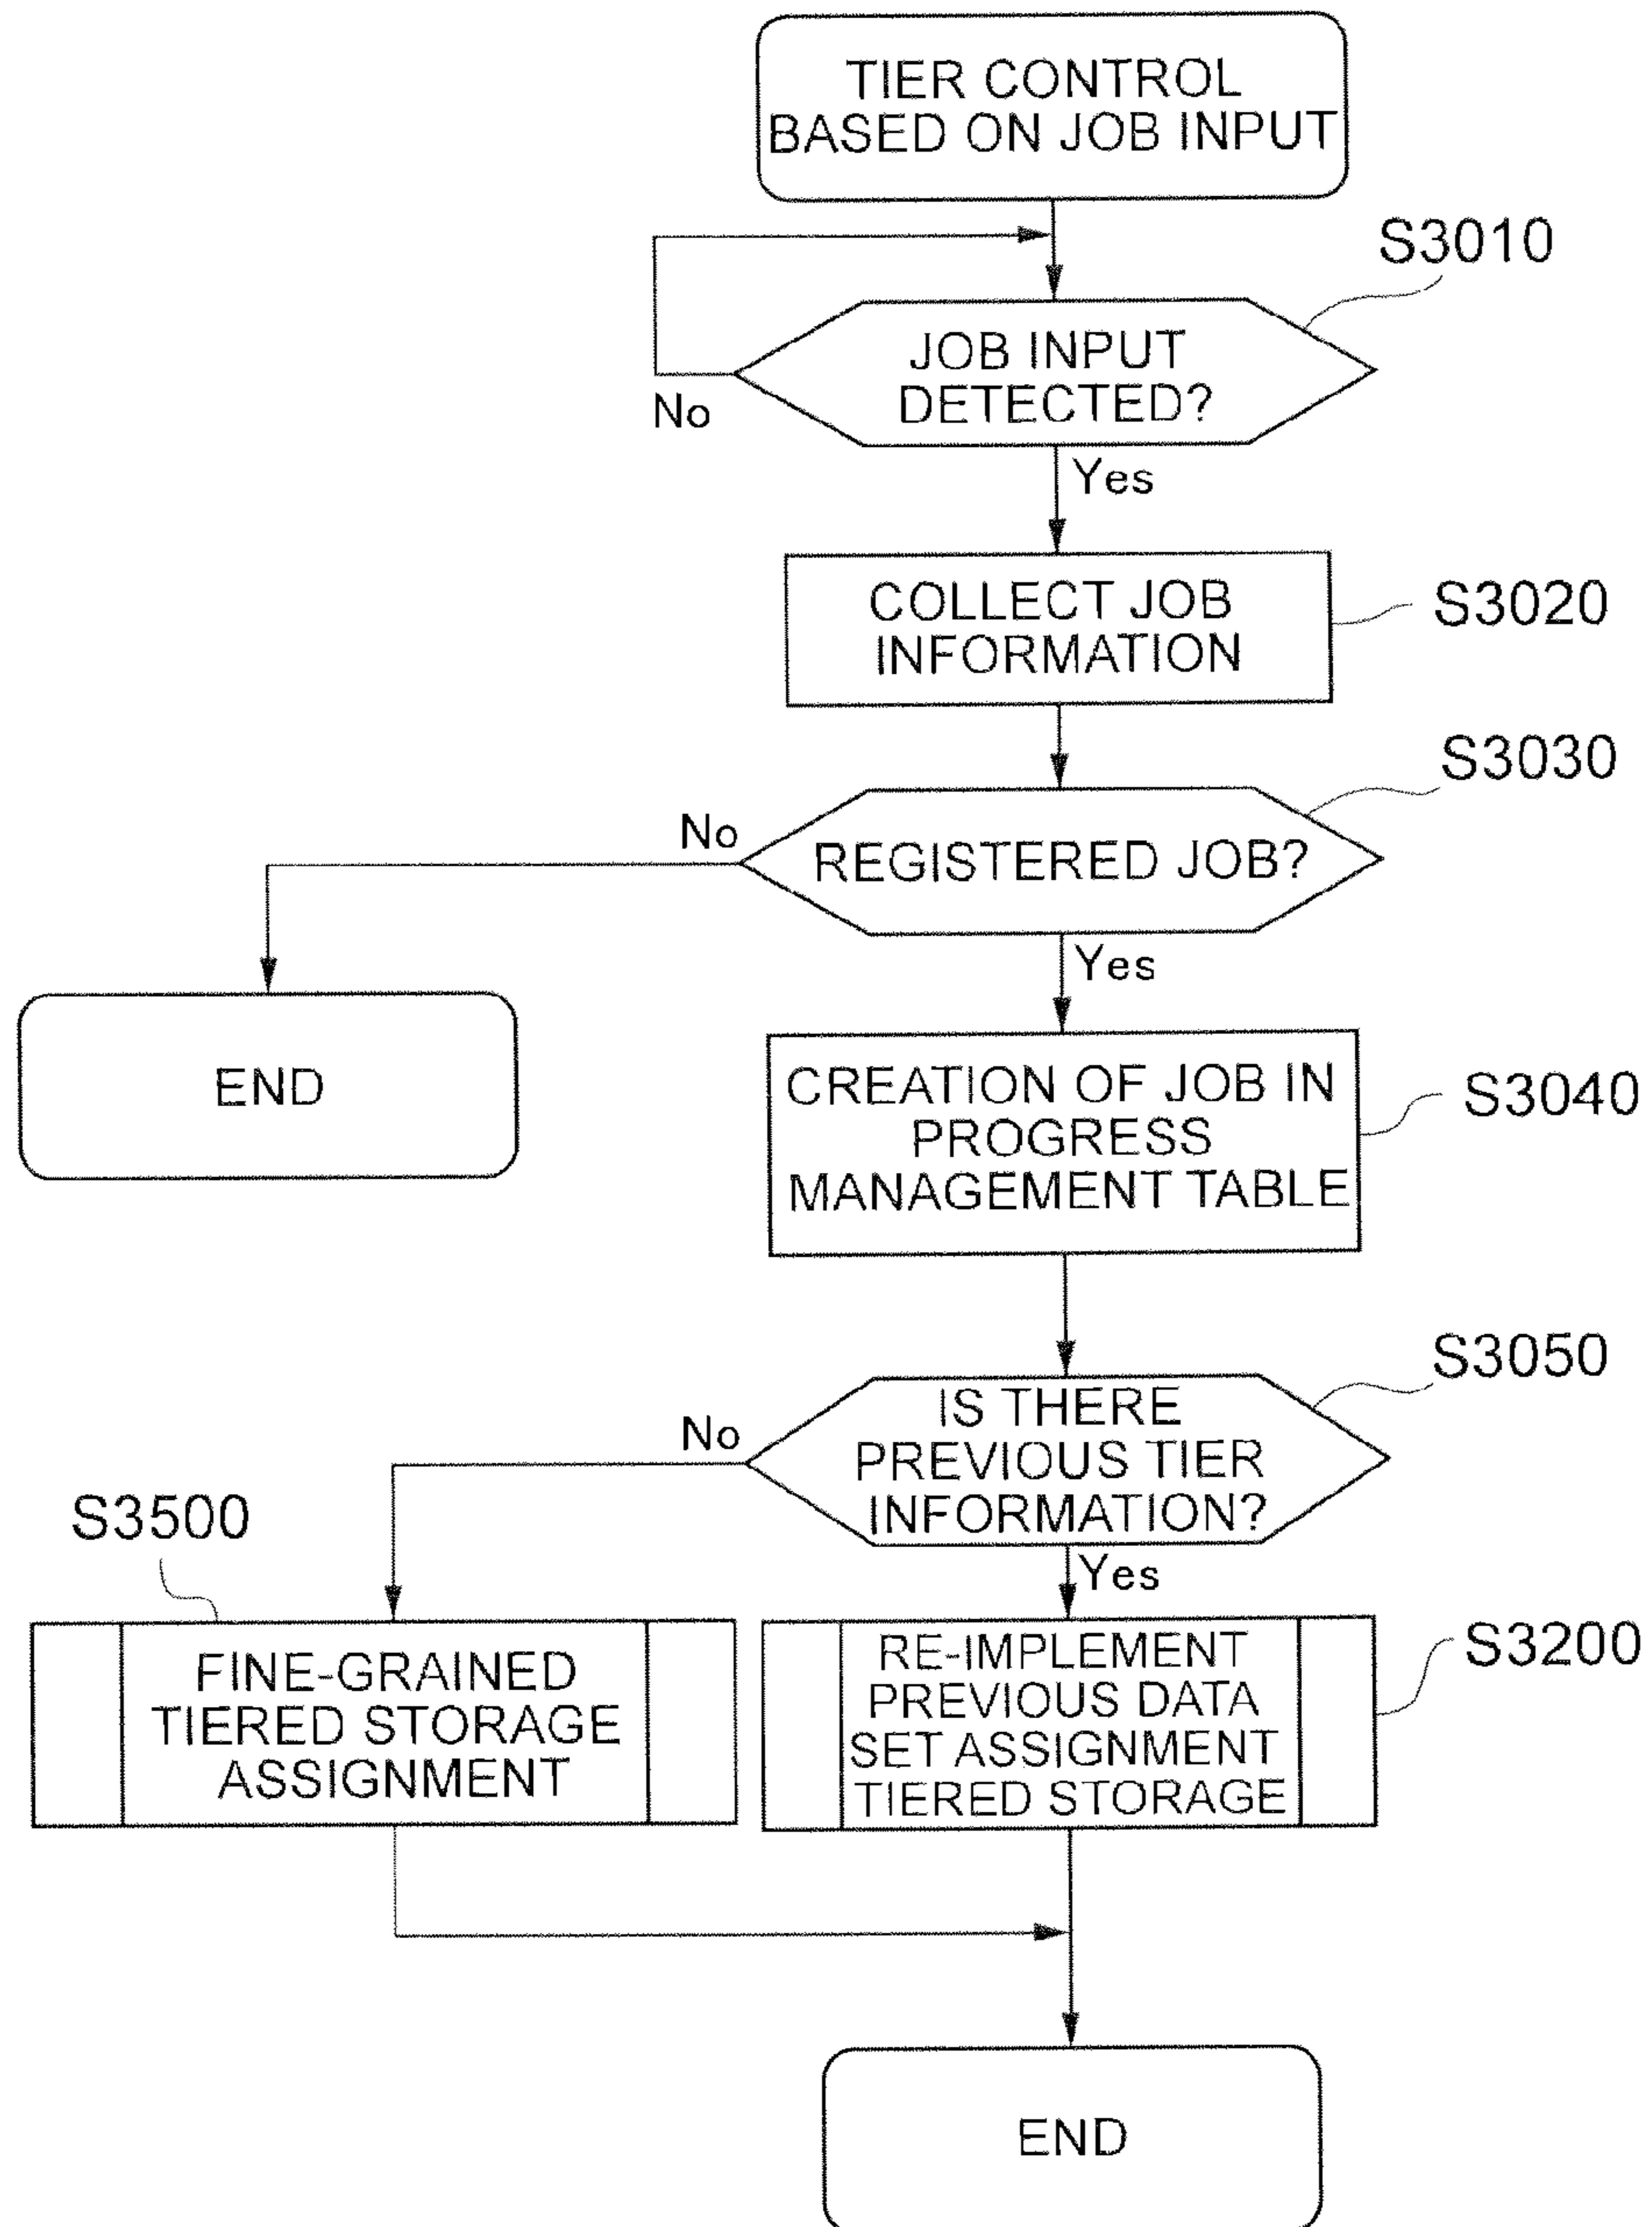 TIER CONTROL
BASED ON JOB INPUT
S3010
JOB INPUT
DETECTED?
No
Yes
COLLECT JOB
INFORMATION
S3020
S3030
No
REGISTERED JOB?
Yes
END
CREATION OF JOB IN
PROGRESS
MANAGEMENT TABLE
S3040
S3050
IS THERE
PREVIOUS TIER
INFORMATION?
No
Yes
S3500
FINE-GRAINED
TIERED STORAGE
ASSIGNMENT
RE-IMPLEMENT
PREVIOUS DATA
SET ASSIGNMENT
TIERED STORAGE
S3200
END